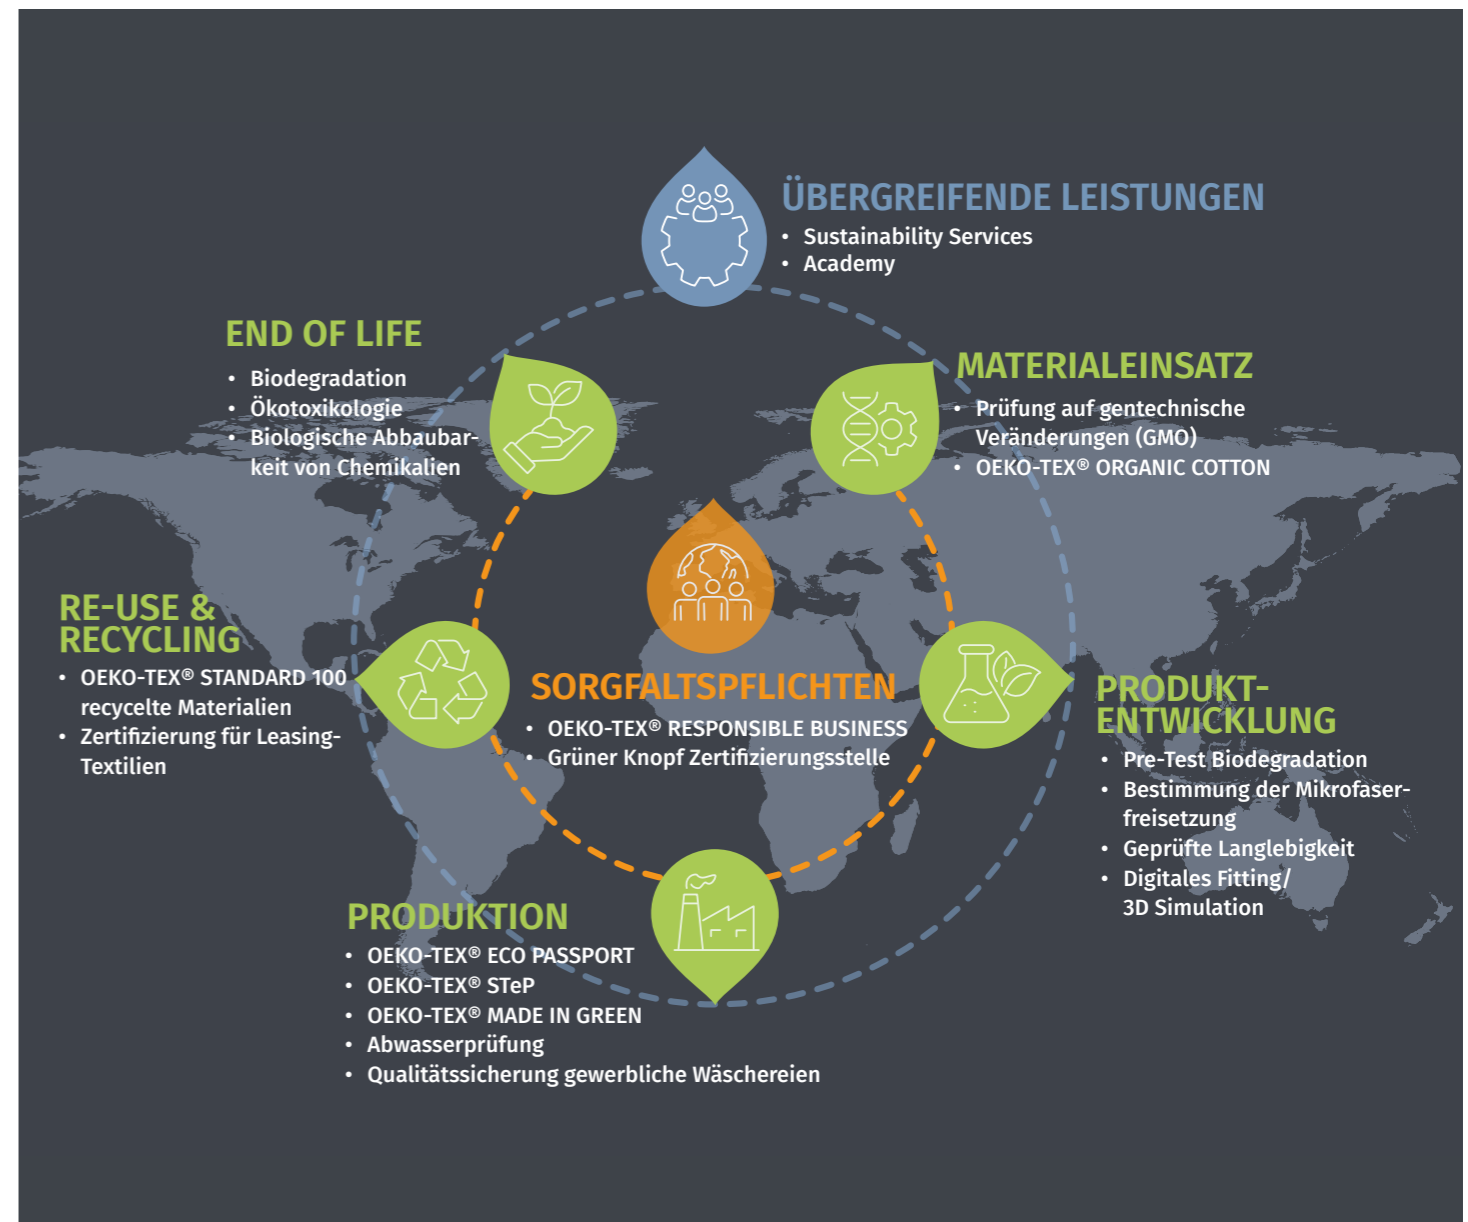 ÜBERGREIFENDE LEISTUNGEN
• Sustainability Services
• Academy
END OF LIFE
• Biodegradation
• Ökotoxikologie
• Biologische Abbaubar-
keit von Chemikalien
MATERIALEINSATZ
• Prüfung auf gentechnische
Veränderungen (GMO)
• OEKO-TEX® ORGANIC COTTON
RE-USE &
RECYCLING
• OEKO-TEX® STANDARD 100
recycelte Materialien
• Zertifizierung für Leasing-
Textilien
SORGFALTSPFLICHTEN
• OEKO-TEX® RESPONSIBLE BUSINESS
• Grüner Knopf Zertifizierungsstelle
PRODUKT-
ENTWICKLUNG
• Pre-Test Biodegradation
• Bestimmung der Mikrofaser-
freisetzung
• Geprüfte Langlebigkeit
• Digitales Fitting/
3D Simulation
PRODUKTION
• OEKO-TEX® ECO PASSPORT
• OEKO-TEX® STeP
• OEKO-TEX® MADE IN GREEN
• Abwasserprüfung
• Qualitätssicherung gewerbliche Wäschereien